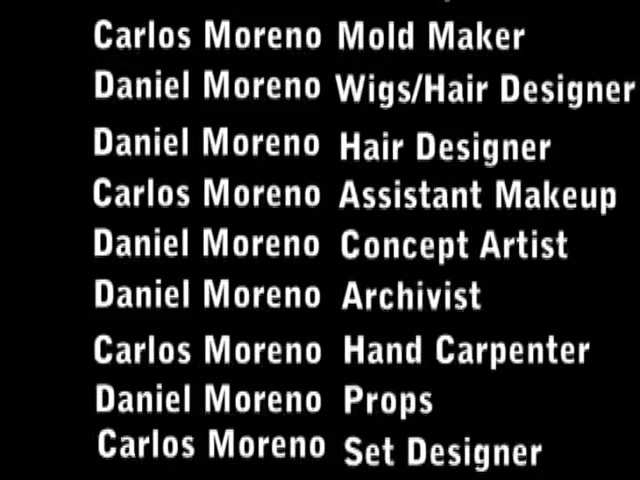 Carlos Moreno Mold Maker
Daniel Moreno Wigs/Hair Designer
Daniel Moreno Hair Designer
Carlos Moreno Assistant Makeup
Daniel Moreno Concept Artist
Daniel Moreno Archivist
Carlos Moreno Hand Carpenter
Daniel Moreno Props
Carlos Moreno Set Designer